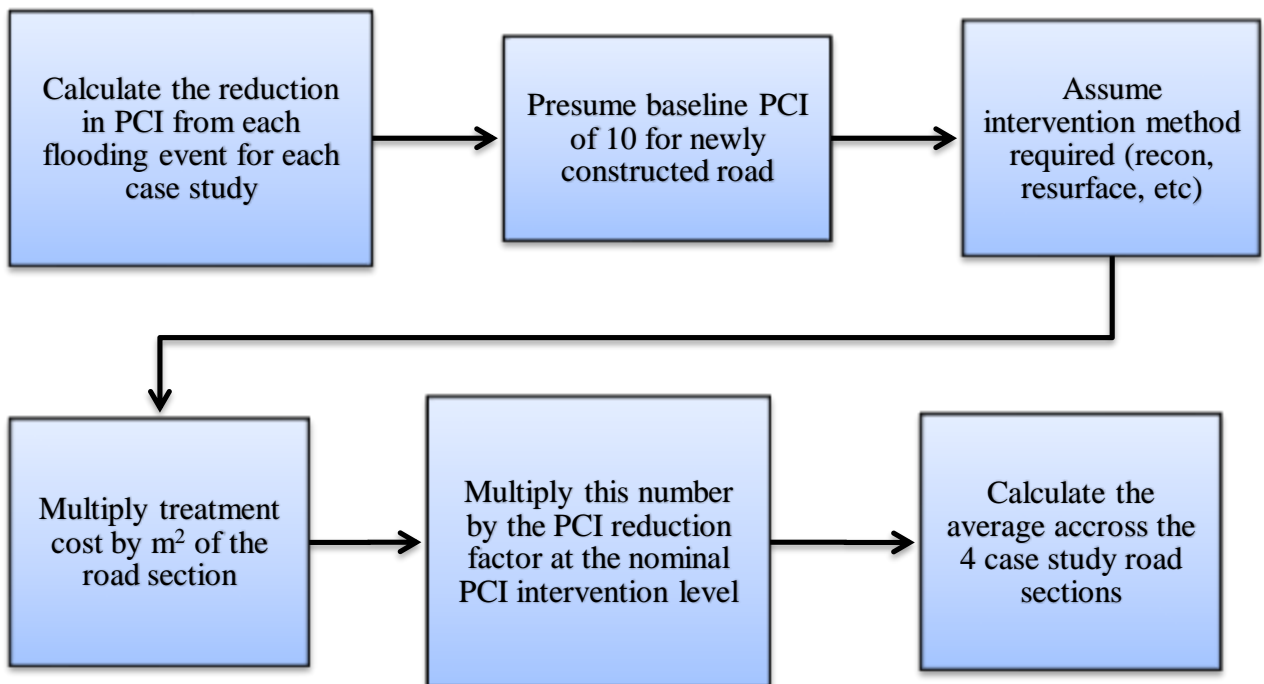 Calculate the reduction
in PCI from each
flooding event for each
case study
Presume baseline PCI
of 10 for newly
constructed road
Assume
intervention method
required (recon,
resurface, etc)
Multiply treatment
cost by m² of the
road section
Multiply this number
by the PCI reduction
factor at the nominal
PCI intervention level
Calculate the
average accross the
4 case study road
sections